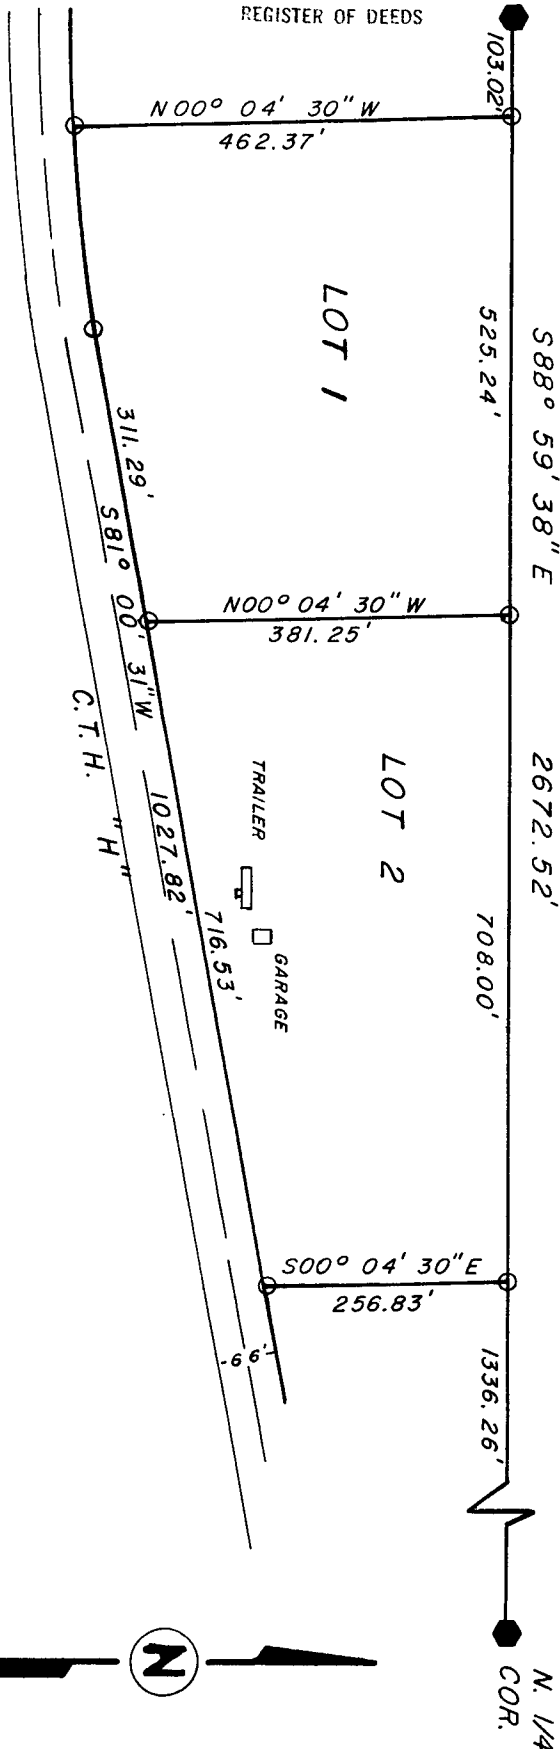 REGISTER OF DEEDS
103.02'
N00° 04' 30" W
462.37'
LOT 1
525.24'
S88° 59' 38" E 2672.52'
311.29'
S81° 00' 31" W 1027.82'
N00° 04' 30" W
381.25'
C.T.H. "H"
LOT 2
TRAILER
GARAGE
716.53'
708.00'
S00° 04' 30" E
256.83'
66'
1336.26'
N
N. 1/4
COR.